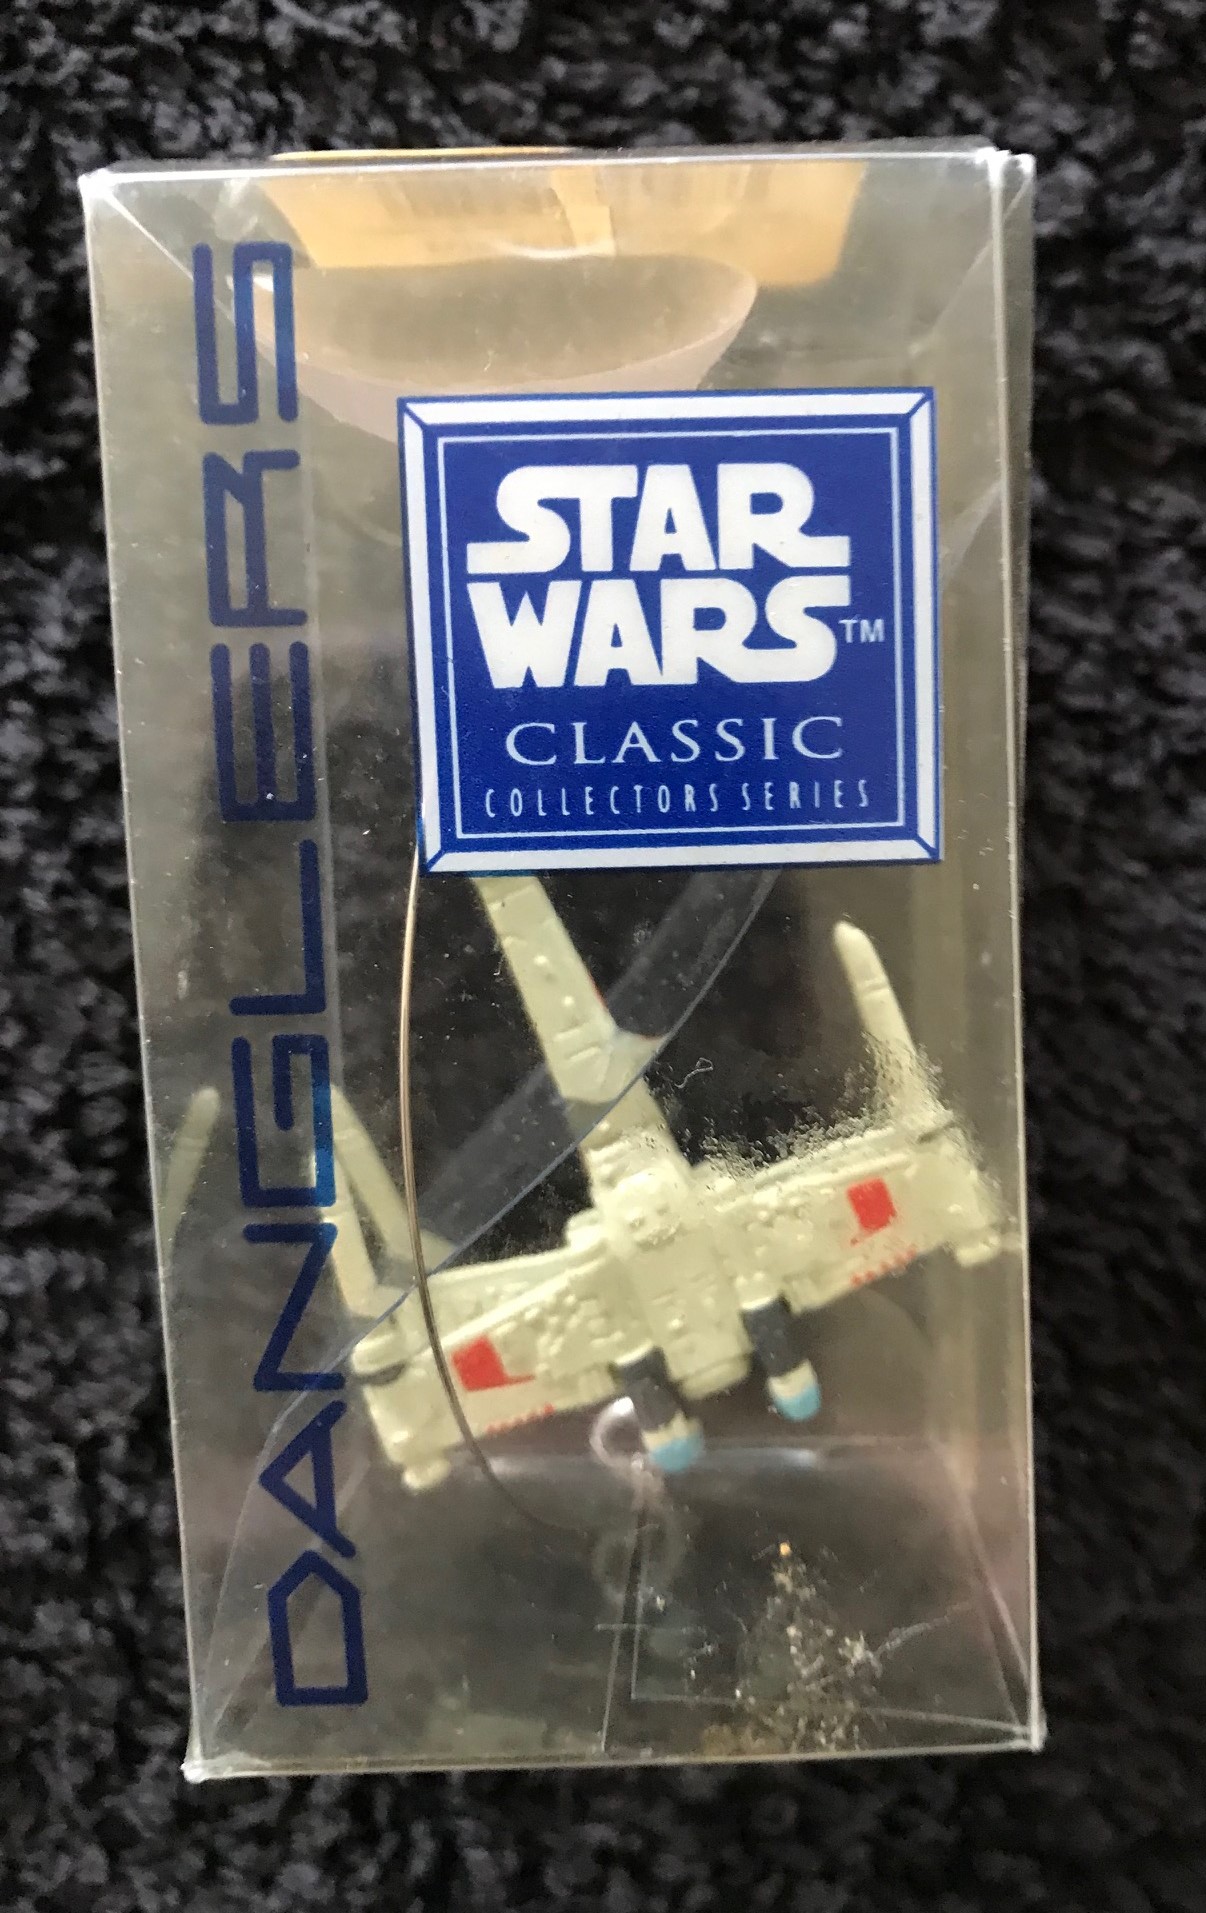 DANGLERS
STAR
WARS™
CLASSIC
COLLECTORS SERIES